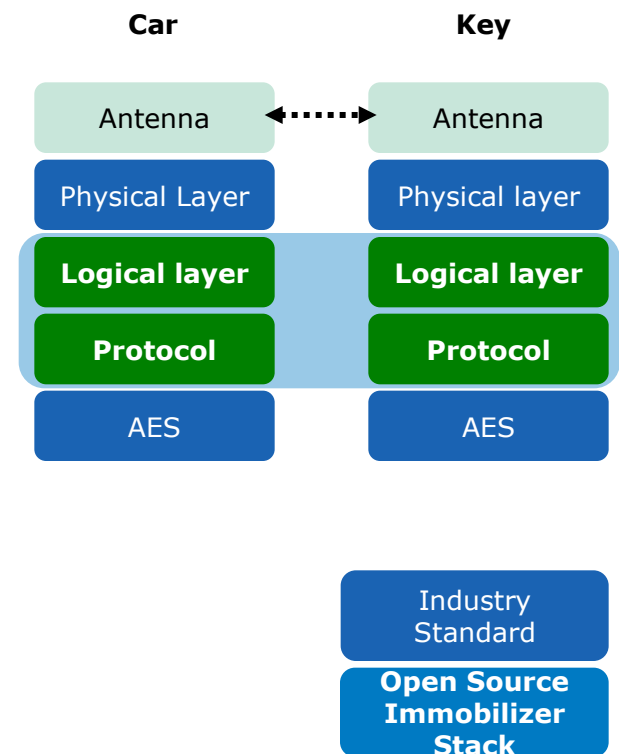 Car Key
Antenna Antenna
Physical Layer Physical layer
Logical layer Logical layer
Protocol Protocol
AES AES
Industry
Standard
Open Source
Immobilizer
Stack